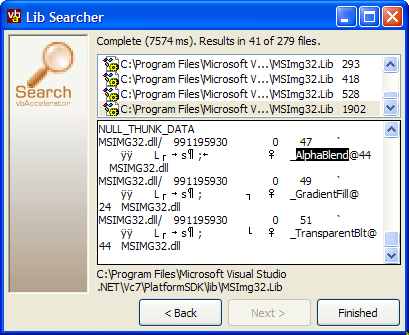 vb
a
Lib Searcher
Search
vbAccelerator
Complete (7574 ms). Results in 41 of 279 files.
C:\Program Files\Microsoft V...\MSImg32.Lib 293
C:\Program Files\Microsoft V...\MSImg32.Lib 418
C:\Program Files\Microsoft V...\MSImg32.Lib 528
C:\Program Files\Microsoft V...\MSImg32.Lib 1902
NULL_THUNK_DATA
MSIMG32.dll/ 991195930 0 47 `
ÿÿ L┌ → s¶ ;← ♀ _AlphaBlend@44
MSIMG32.dll
MSIMG32.dll/ 991195930 0 49 `
ÿÿ L┌ → s¶ ; ┐ ♀ _GradientFill@
24 MSIMG32.dll
MSIMG32.dll/ 991195930 0 51 `
ÿÿ L┌ → s¶ ; └ ♀ _TransparentBlt@
44 MSIMG32.dll
C:\Program Files\Microsoft Visual Studio
.NET\Vc7\PlatformSDK\lib\MSImg32.Lib
< Back
Next >
Finished